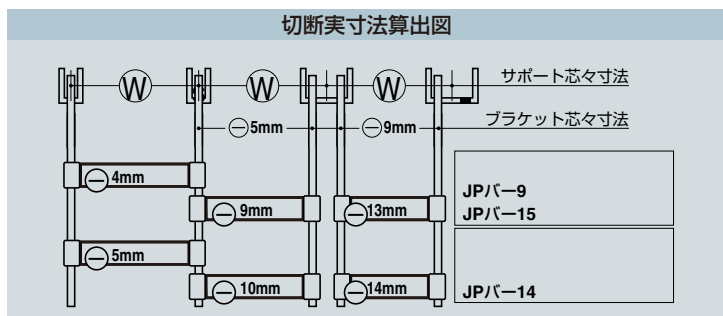 切断実寸法算出図
W W W サポート芯々寸法
⊖5mm ⊖9mm ブラケット芯々寸法
⊖4mm
⊖9mm ⊖13mm JPバー9
JPバー15
⊖5mm
⊖10mm ⊖14mm JPバー14